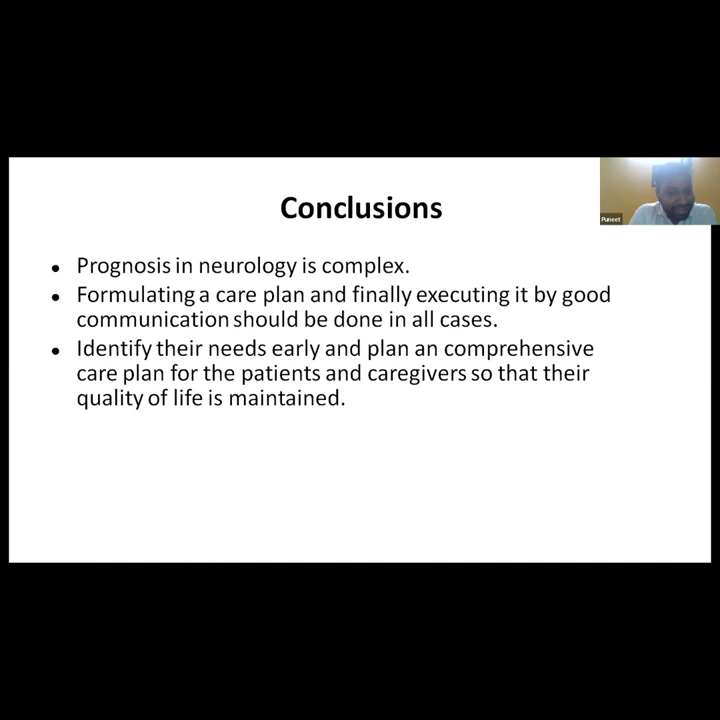 Conclusions
Puneet
• Prognosis in neurology is complex.
• Formulating a care plan and finally executing it by good
communication should be done in all cases.
• Identify their needs early and plan an comprehensive
care plan for the patients and caregivers so that their
quality of life is maintained.